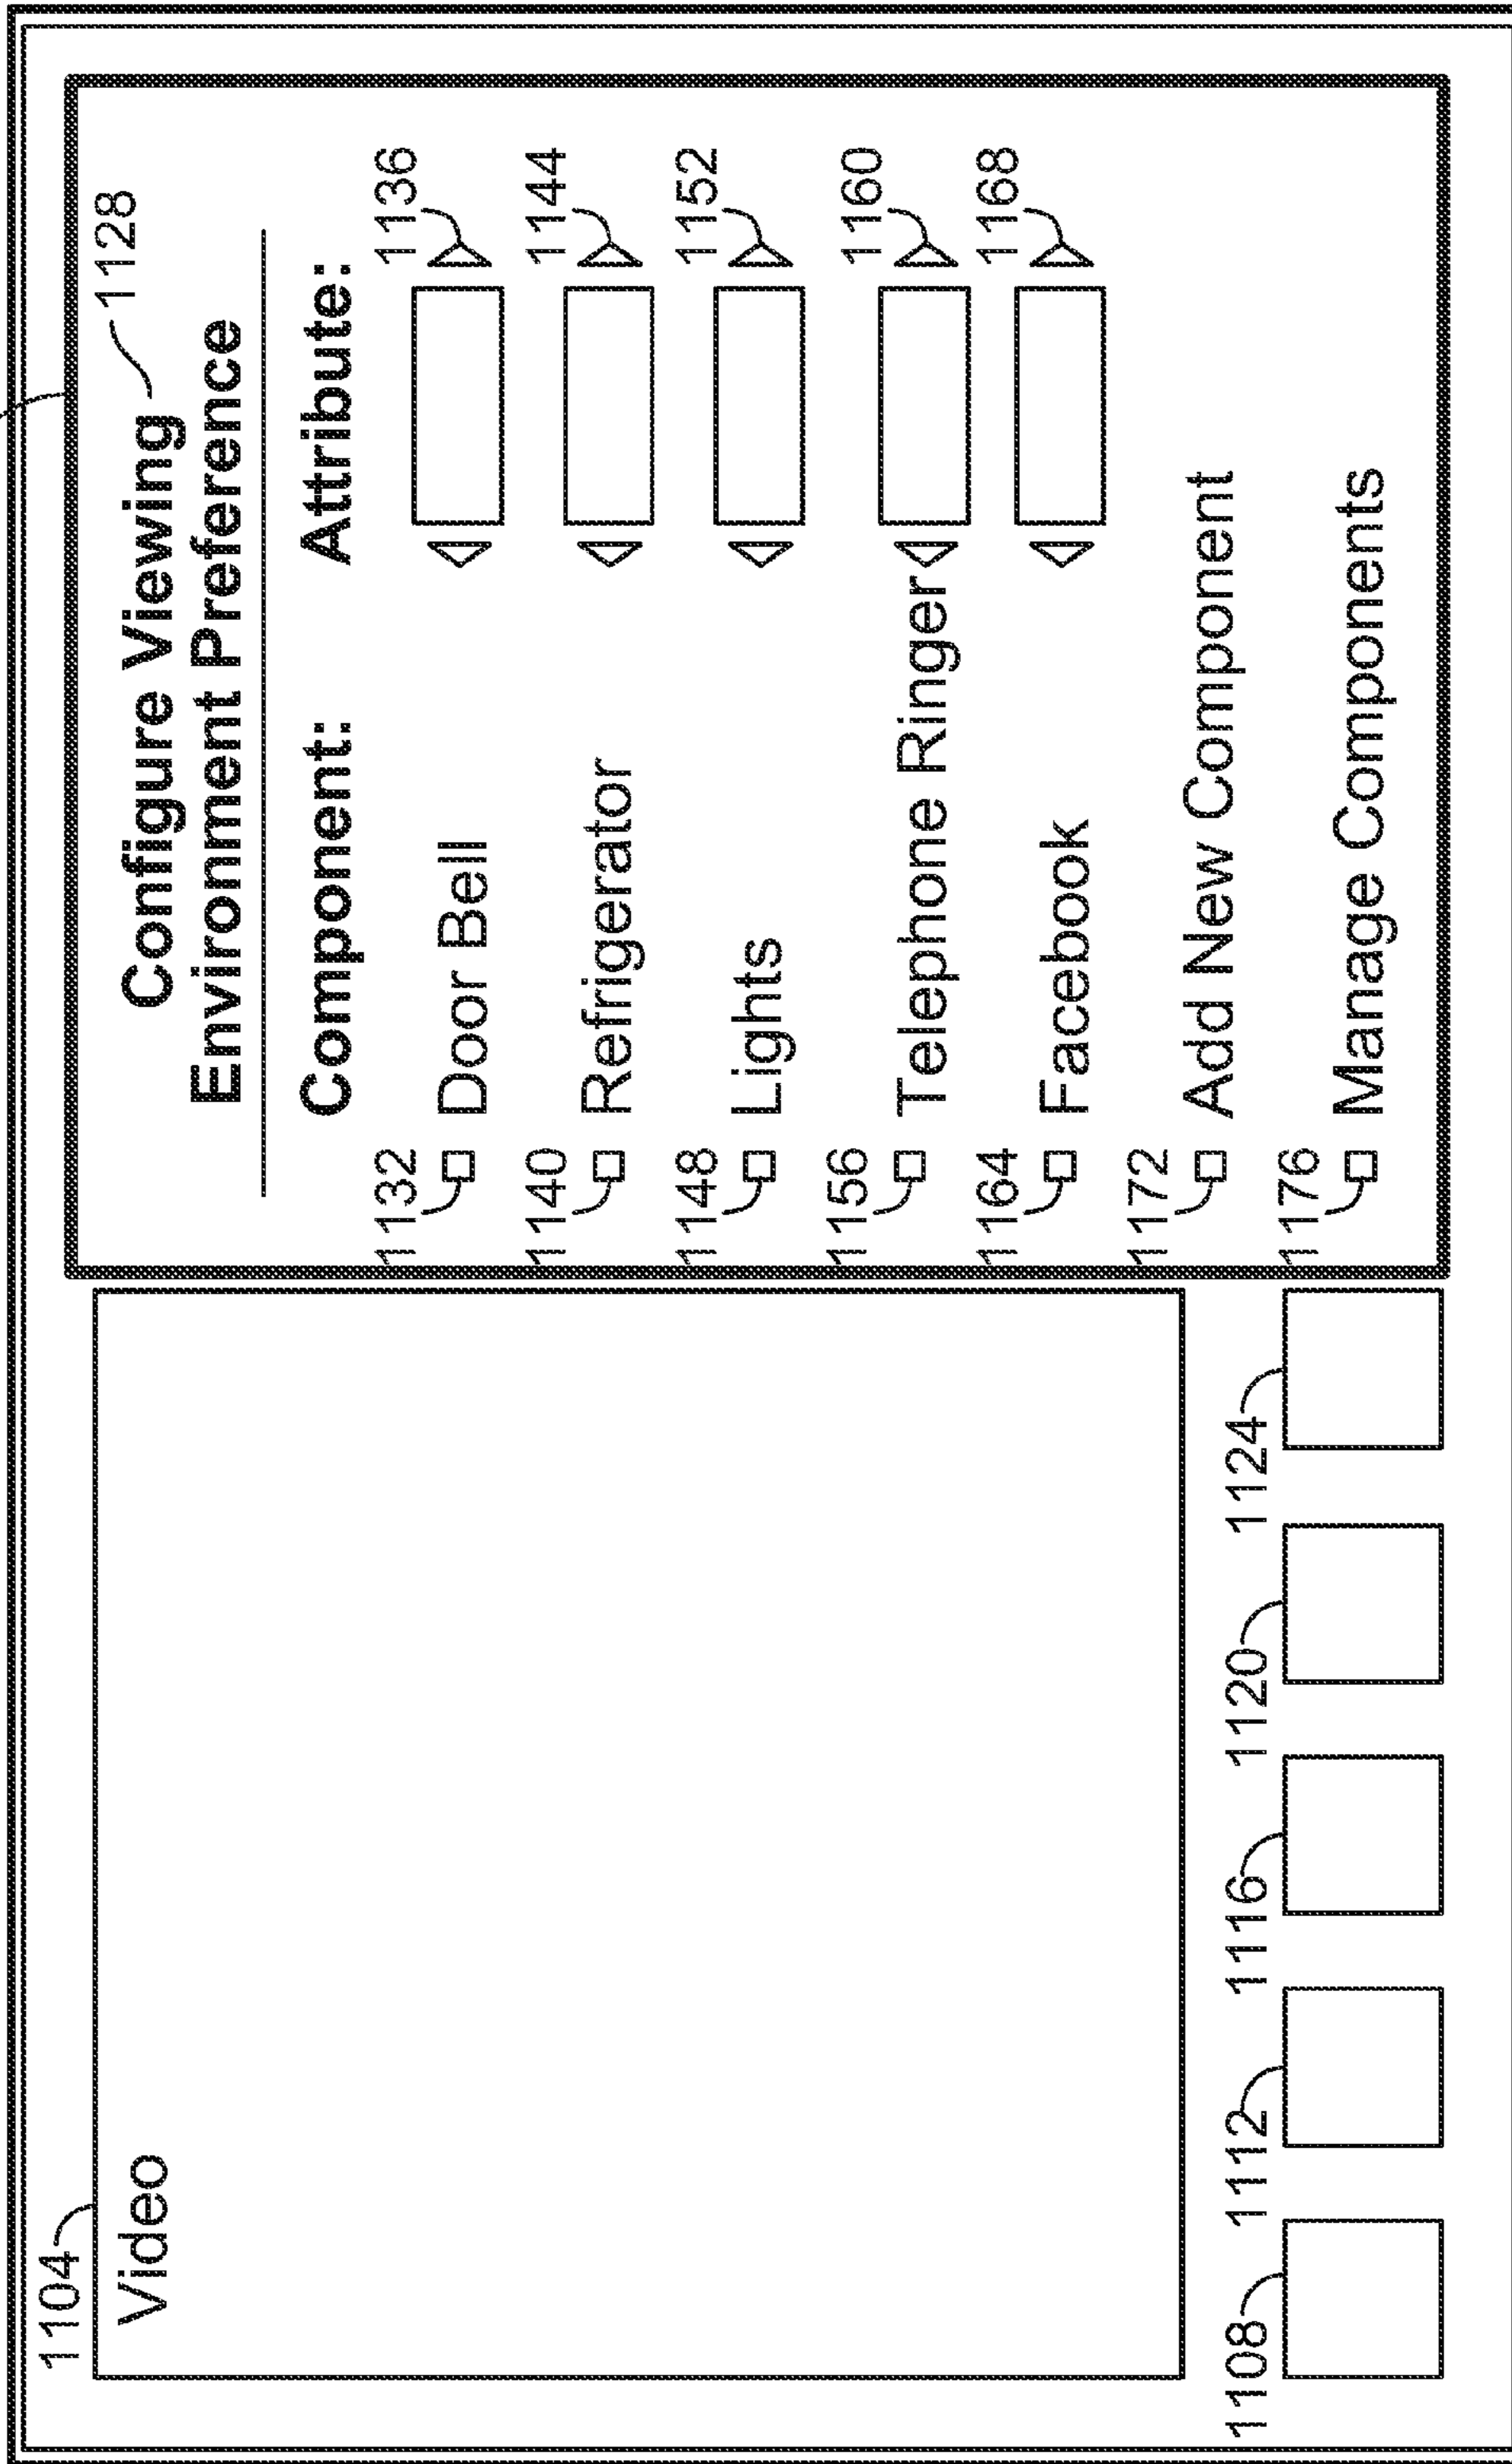 1104
Video
1108
1112
1116
1120
1124
Configure Viewing 1128
Environment Preference
Component: Attribute:
1132 Door Bell 1136
1140 Refrigerator 1144
1148 Lights 1152
1156 Telephone Ringer 1160
1164 Facebook 1168
1172 Add New Component
1176 Manage Components